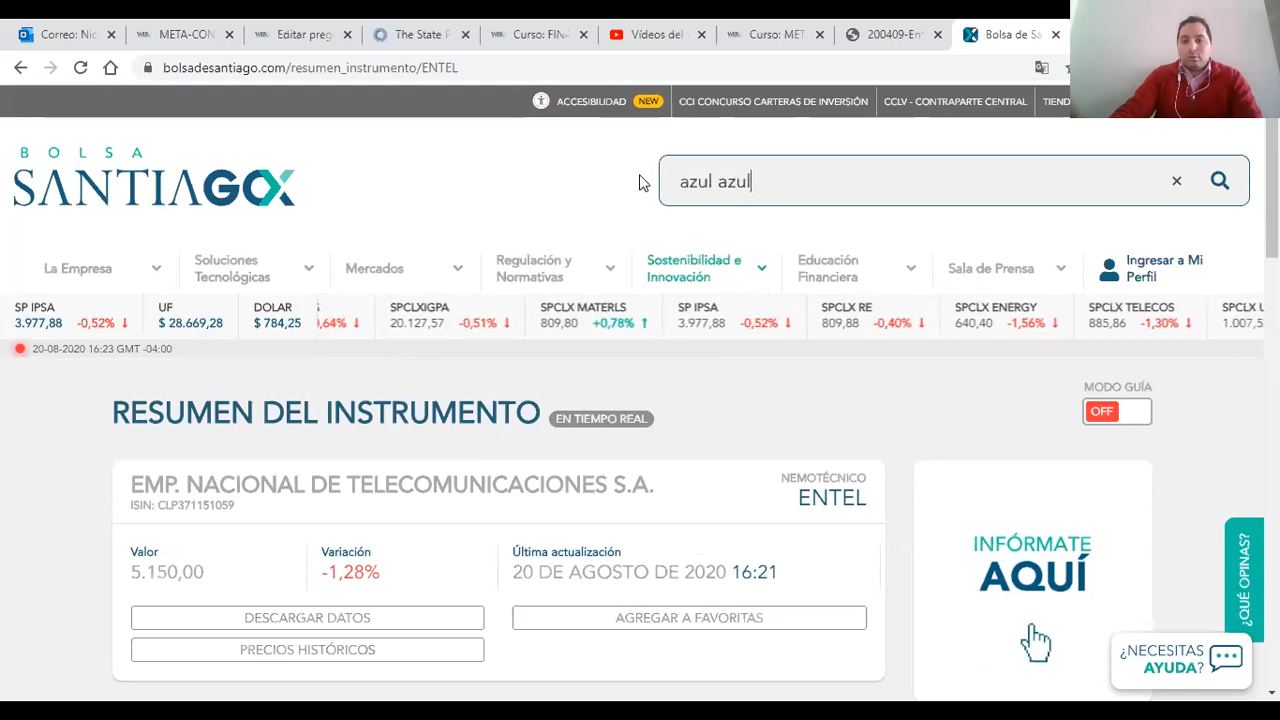 Correo: Nic
META-CON
Editar preg
The State F
Curso: FINA
Vídeos del
Curso: MET
200409-En
Bolsa de Sa
bolsadesantiago.com/resumen_instrumento/ENTEL
ACCESIBILIDAD NEW
CCI CONCURSO CARTERAS DE INVERSIÓN
CCLV - CONTRAPARTE CENTRAL
TIEND
BOLSA
SANTIAGO
azul azul
La Empresa
Soluciones
Tecnológicas
Mercados
Regulación y
Normativas
Sostenibilidad e
Innovación
Educación
Financiera
Sala de Prensa
Ingresar a Mi
Perfil
SP IPSA
3.977,88 -0,52% ↓
UF
$ 28.669,28
DOLAR
$ 784,25
,64% ↓
SPCLXIGPA
20.127,57 -0,51% ↓
SPCLX MATERLS
809,80 +0,78% ↑
SP IPSA
3.977,88 -0,52% ↓
SPCLX RE
809,88 -0,40% ↓
SPCLX ENERGY
640,40 -1,56% ↓
SPCLX TELECOS
885,86 -1,30% ↓
SPCLX U
1.007,5
20-08-2020 16:23 GMT -04:00
MODO GUÍA
OFF
RESUMEN DEL INSTRUMENTO EN TIEMPO REAL
EMP. NACIONAL DE TELECOMUNICACIONES S.A.
ISIN: CLP371151059
NEMOTÉCNICO
ENTEL
Valor
5.150,00
Variación
-1,28%
Última actualización
20 DE AGOSTO DE 2020 16:21
DESCARGAR DATOS
AGREGAR A FAVORITAS
PRECIOS HISTÓRICOS
INFÓRMATE
AQUÍ
¿QUÉ OPINAS?
¿NECESITAS
AYUDA?